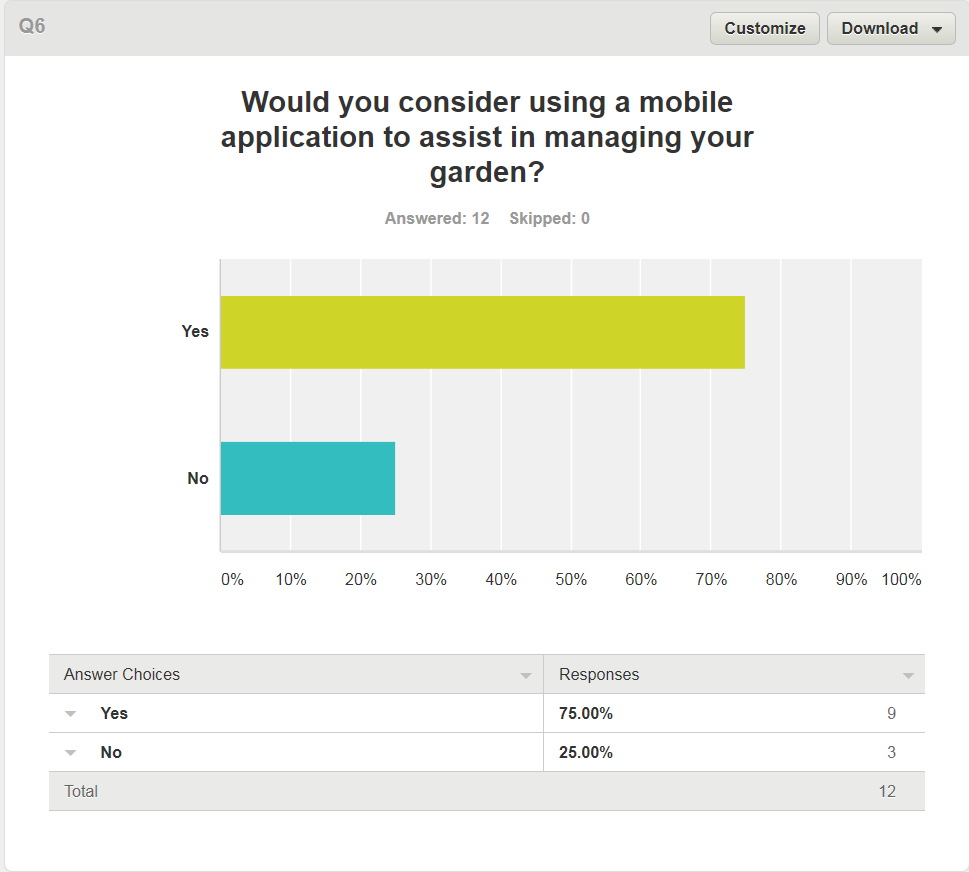 Q6
Customize
Download
Would you consider using a mobile
application to assist in managing your
garden?
Answered: 12 Skipped: 0
Yes
No
0% 10% 20% 30% 40% 50% 60% 70% 80% 90% 100%
Answer Choices Responses
Yes 75.00% 9
No 25.00% 3
Total 12